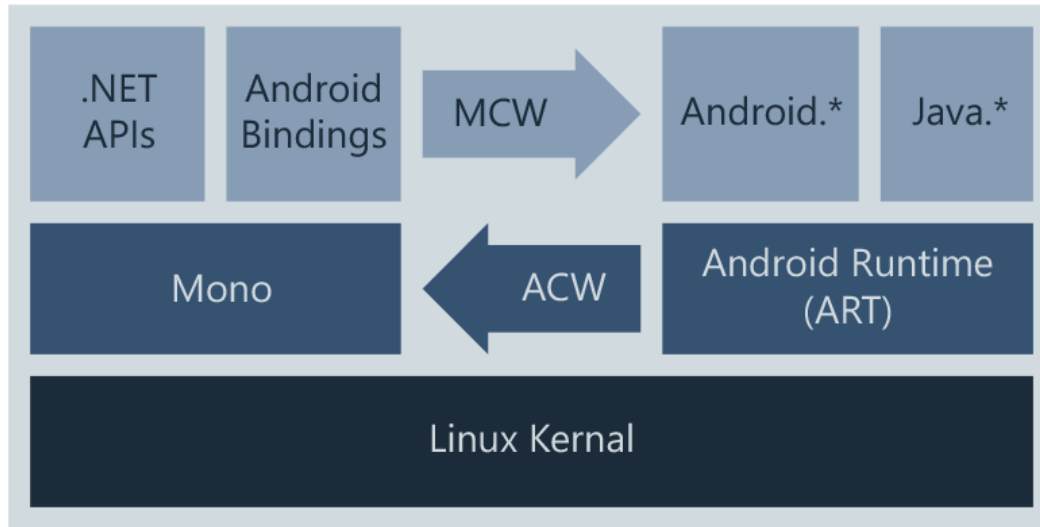 .NET
APIs
Android
Bindings
MCW
Android.*
Java.*
Mono
ACW
Android Runtime
(ART)
Linux Kernal